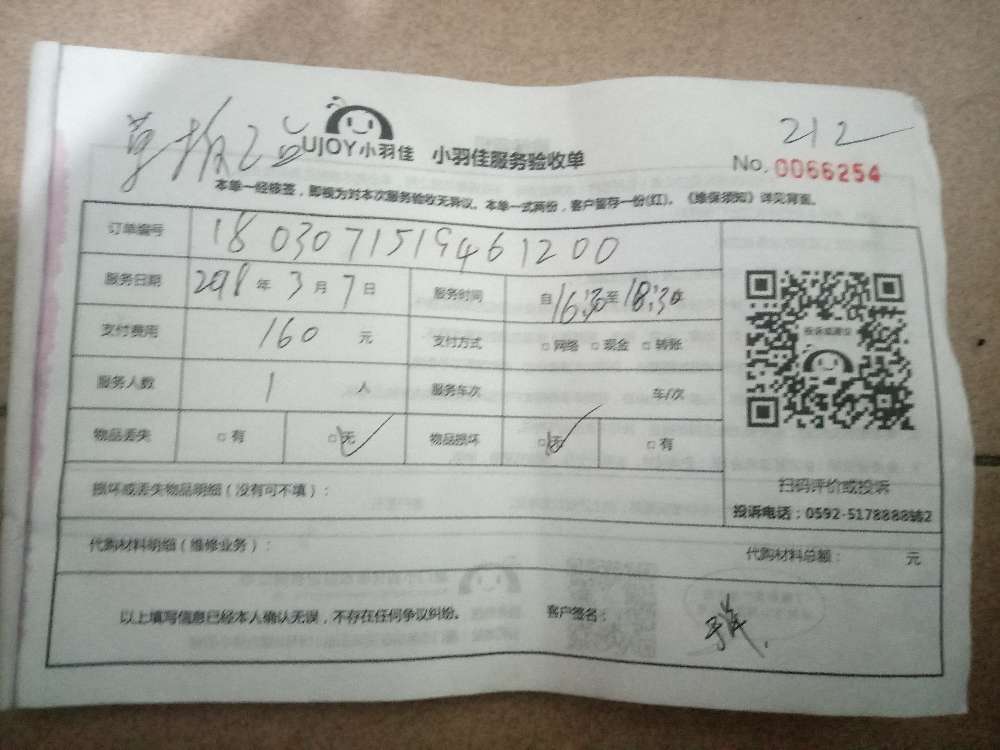 212
UJOY小羽佳 小羽佳服务验收单
No. 0066254
本单一经修签，即视为对本次服务验收无异议。本单一式两份，客户留存一份(红)。《维保须知》详见背面。
订单编号 180307151946 1200
服务日期 2018 年 3 月 7 日 服务时间 自 16:30 至 18:30
支付费用 160 元 支付方式 □网络 □现金 □转账
服务人数 1 人 服务车次 车/次
物品丢失 □有 □无 物品损坏 □无 □有
投诉或建议
扫码评价或投诉
损坏或丢失物品明细（没有可不填）：
投诉电话：0592-5178888转2
代购材料明细（维修业务）： 代购材料总额： 元
以上填写信息已经本人确认无误，不存在任何争议纠纷。 客户签名：